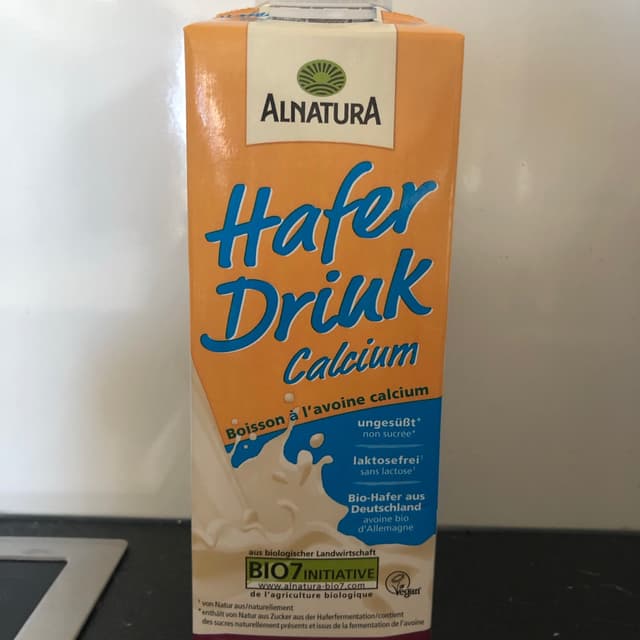 ALNATURA
Hafer
Drink
Calcium
Boisson à l'avoine calcium
ungesüßt*
non sucrée*
laktosefrei¹
sans lactose¹
Bio-Hafer aus
Deutschland
avoine bio
d'Allemagne
aus biologischer Landwirtschaft
BIO7INITIATIVE
www.alnatura-bio7.com
de l'agriculture biologique
Vegan
¹ von Natur aus/naturellement
*enthält von Natur aus Zucker aus der Haferfermentation/contient
des sucres naturellement présents et issus de la fermentation de l'avoine